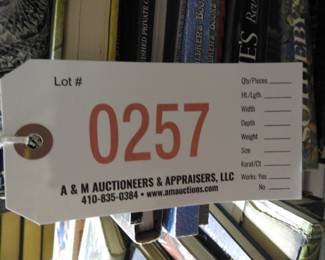 Lot #
0257
A & M AUCTIONEERS & APPRAISERS, LLC
410-835-0384 • www.amauctions.com
Qty/Pieces
Ht./Lgth.
Width
Depth
Weight
Size
Karat/Ct
Works: Yes
No
SOTHEBY'S